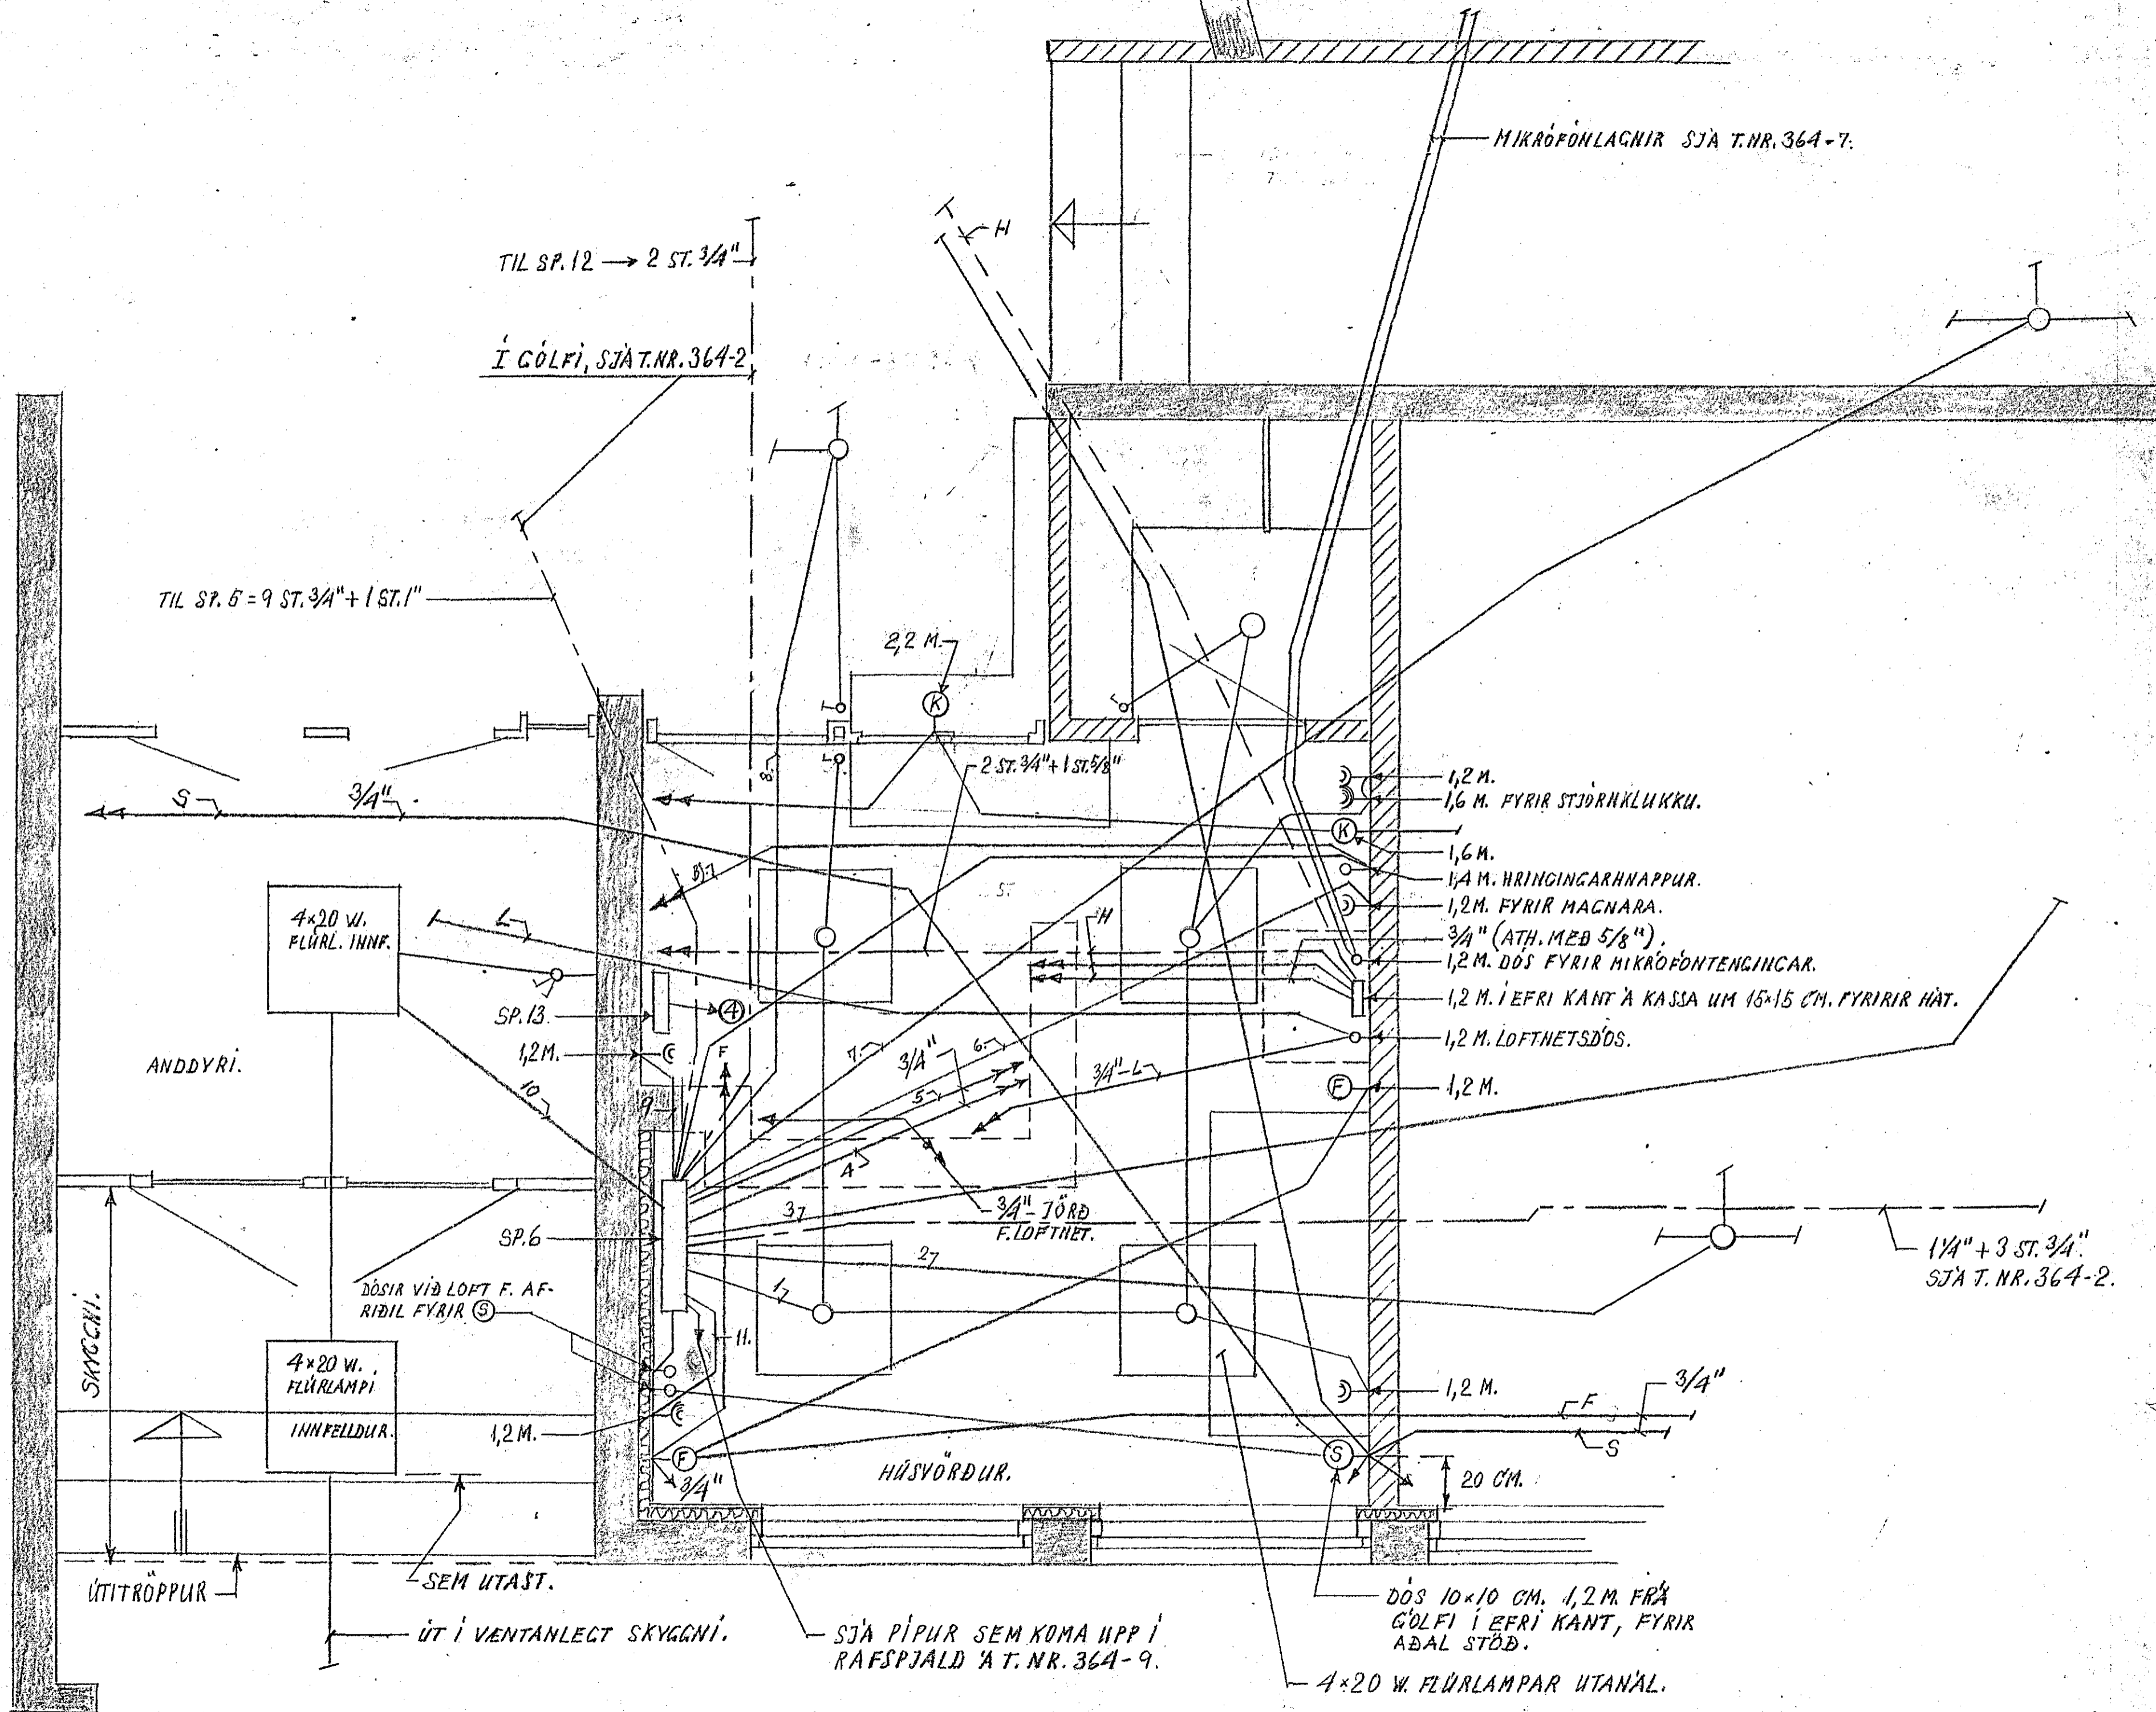 MIKRÓFÓNLAGNIR SJÁ T.NR. 364-7.
H
TIL SP. 12 → 2 ST. 3/4"
Í GÓLFI, SJÁ T.NR. 364-2
TIL SP. 5 = 9 ST. 3/4" + 1 ST. 1"
2,2 M.
K
8
2 ST. 3/4" + 1 ST. 5/8"
S
3/4"
1,2 M.
1,6 M. FYRIR STJÓRNKLUKKU.
K
1,6 M.
1,4 M. HRINGINGARHNAPPUR.
1,2 M. FYRIR MAGNARA.
3/4" (ATH. MEÐ 5/8").
1,2 M. DÓS FYRIR MIKRÓFÓNTENGINGAR.
1,2 M. Í EFRI KANT Á KASSA UM 15×15 CM. FYRIRIR HÁT.
1,2 M. LOFTNETSDÓS.
F
1,2 M.
4×20 W.
FLÚRL. INNF.
L
H
SP. 13
4
1,2 M.
F
ANDDYRI.
10
9
7
3/4"
6
5
3/4"-L
4
3/4" - JÖRÐ
F. LOFTNET.
3
SP. 6
2
1
1 1/4" + 3 ST. 3/4"
SJÁ T. NR. 364-2.
DÓSIR VIÐ LOFT F. AF-
RIÐIL FYRIR S
11.
SKYGGNI.
4×20 W.
FLÚRLAMPI
INNFELLDUR.
1,2 M.
1,2 M.
3/4"
F
S
F
3/4"
HÚSVÖRÐUR.
S
20 CM.
ÚTITRÖPPUR
SEM UTAST.
ÚT Í VÆNTANLEGT SKYGGNI.
SJÁ PÍPUR SEM KOMA UPP Í
RAFSPJALD Á T. NR. 364-9.
DÓS 10×10 CM. 1,2 M. FRÁ
GÓLFI Í EFRI KANT, FYRIR
AÐAL STÖÐ.
4×20 W. FLÚRLAMPAR UTANÁL.